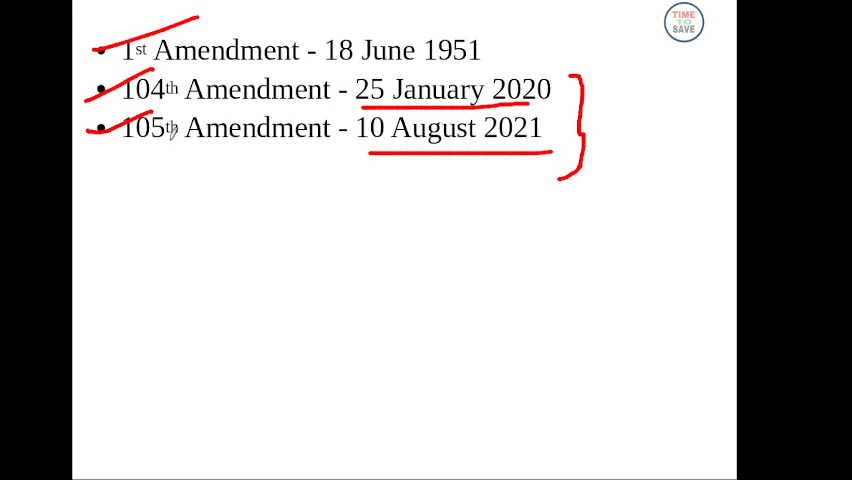 TIME
TO
SAVE
• 1st Amendment - 18 June 1951
• 104th Amendment - 25 January 2020
• 105th Amendment - 10 August 2021